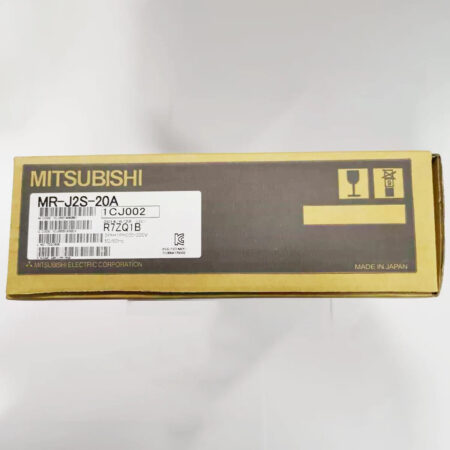 MITSUBISHI
MR-J2S-20A
1CJ002
R7ZQ1B
MITSUBISHI ELECTRIC CORPORATION
MADE IN JAPAN